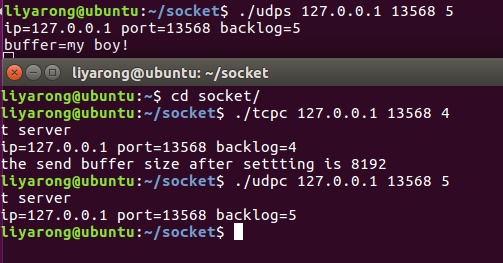 liyarong@ubuntu:~/socket$ ./udps 127.0.0.1 13568 5
ip=127.0.0.1 port=13568 backlog=5
buffer=my boy!
liyarong@ubuntu: ~/socket
liyarong@ubuntu:~$ cd socket/
liyarong@ubuntu:~/socket$ ./tcpc 127.0.0.1 13568 4
t server
ip=127.0.0.1 port=13568 backlog=4
the send buffer size after settting is 8192
liyarong@ubuntu:~/socket$ ./udpc 127.0.0.1 13568 5
t server
ip=127.0.0.1 port=13568 backlog=5
liyarong@ubuntu:~/socket$